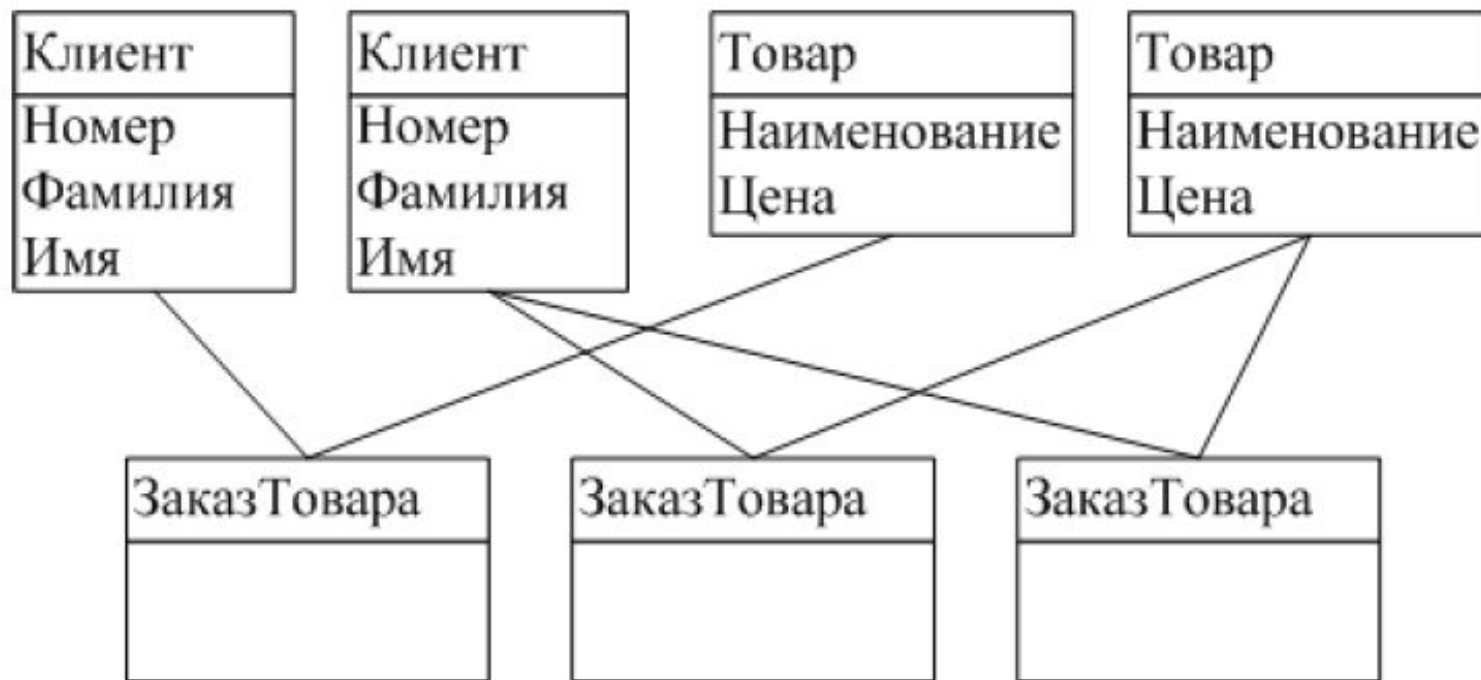 Клиент
Номер
Фамилия
Имя
Клиент
Номер
Фамилия
Имя
Товар
Наименование
Цена
Товар
Наименование
Цена
ЗаказТовара
ЗаказТовара
ЗаказТовара